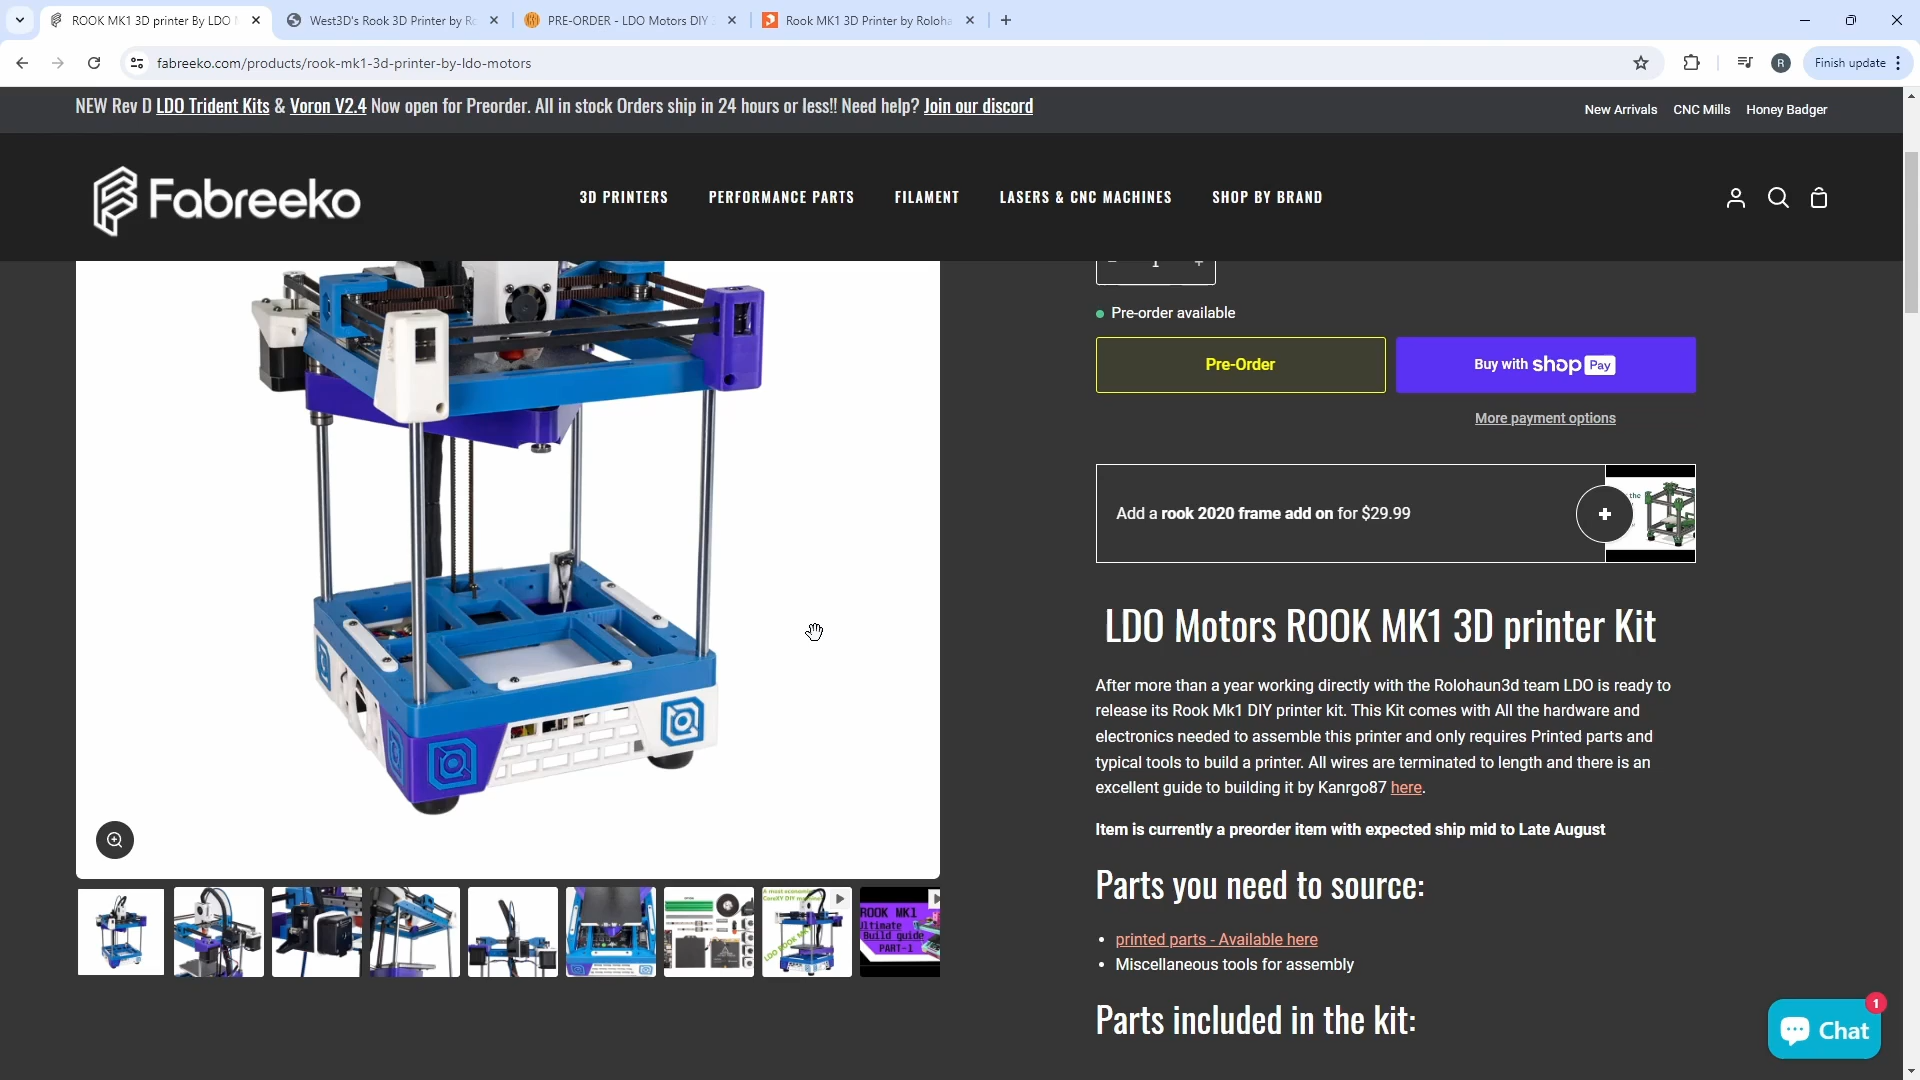 ROOK MK1 3D printer By LDO
West3D's Rook 3D Printer by Ro
PRE-ORDER - LDO Motors DIY
Rook MK1 3D Printer by Roloha
fabreeko.com/products/rook-mk1-3d-printer-by-ldo-motors
R
Finish update
NEW Rev D LDO Trident Kits & Voron V2.4 Now open for Preorder. All in stock Orders ship in 24 hours or less!! Need help? Join our discord
New Arrivals CNC Mills Honey Badger
Fabreeko
3D PRINTERS PERFORMANCE PARTS FILAMENT LASERS & CNC MACHINES SHOP BY BRAND
1
Pre-order available
Pre-Order
Buy with shop Pay
More payment options
Add a rook 2020 frame add on for $29.99
+
the
LDO Motors ROOK MK1 3D printer Kit
After more than a year working directly with the Rolohaun3d team LDO is ready to
release its Rook Mk1 DIY printer kit. This Kit comes with All the hardware and
electronics needed to assemble this printer and only requires Printed parts and
typical tools to build a printer. All wires are terminated to length and there is an
excellent guide to building it by Kanrgo87 here.
Item is currently a preorder item with expected ship mid to Late August
Parts you need to source:
• printed parts - Available here
• Miscellaneous tools for assembly
Parts included in the kit:
A most economic
CoreXY DIY
LDO ROOK MK1
ROOK MK1
Ultimate
Build guide
PART-1
1
Chat